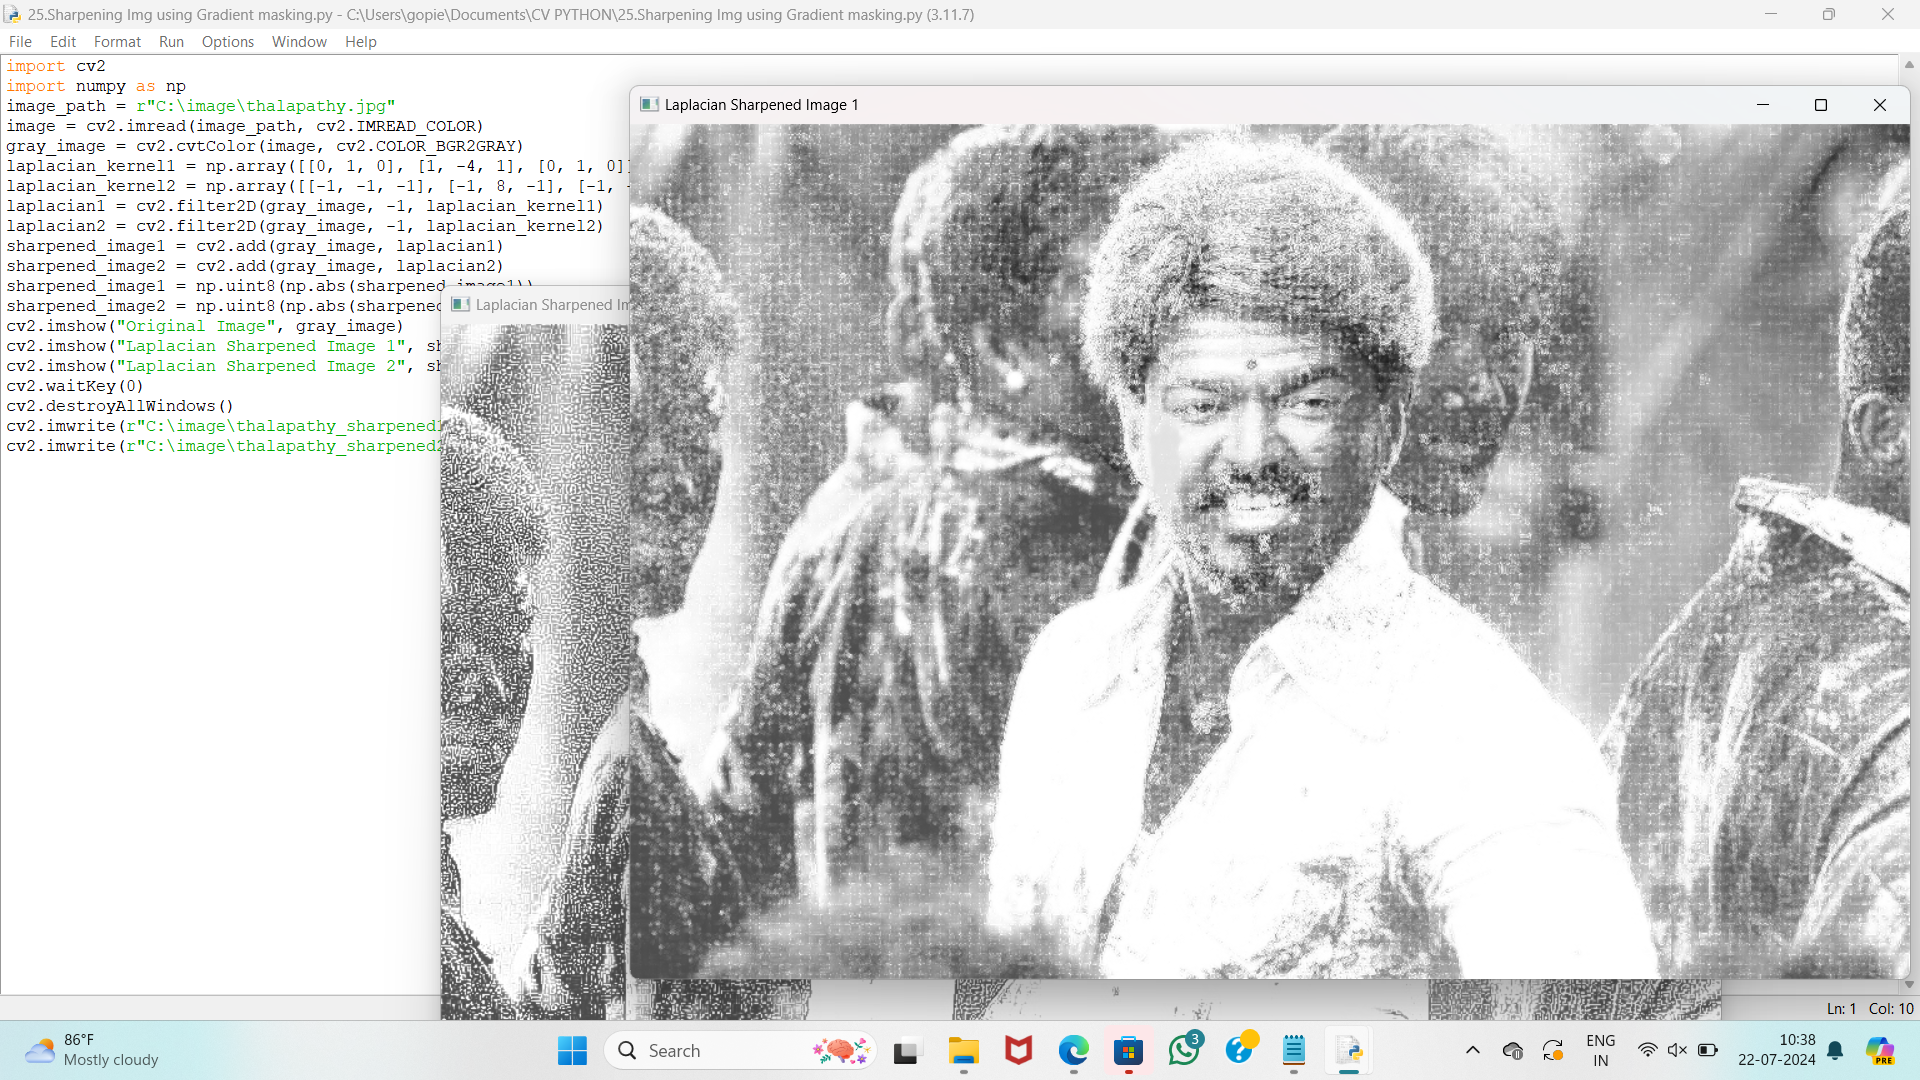 25.Sharpening Img using Gradient masking.py - C:\Users\gopie\Documents\CV PYTHON\25.Sharpening Img using Gradient masking.py (3.11.7)
File Edit Format Run Options Window Help
import cv2
import numpy as np
image_path = r"C:\image\thalapathy.jpg"
image = cv2.imread(image_path, cv2.IMREAD_COLOR)
gray_image = cv2.cvtColor(image, cv2.COLOR_BGR2GRAY)
laplacian_kernel1 = np.array([[0, 1, 0], [1, -4, 1], [0, 1, 0]]
laplacian_kernel2 = np.array([[-1, -1, -1], [-1, 8, -1], [-1, -
laplacian1 = cv2.filter2D(gray_image, -1, laplacian_kernel1)
laplacian2 = cv2.filter2D(gray_image, -1, laplacian_kernel2)
sharpened_image1 = cv2.add(gray_image, laplacian1)
sharpened_image2 = cv2.add(gray_image, laplacian2)
sharpened_image1 = np.uint8(np.abs(sharpened_image1))
sharpened_image2 = np.uint8(np.abs(sharpened
cv2.imshow("Original Image", gray_image)
cv2.imshow("Laplacian Sharpened Image 1", sh
cv2.imshow("Laplacian Sharpened Image 2", sh
cv2.waitKey(0)
cv2.destroyAllWindows()
cv2.imwrite(r"C:\image\thalapathy_sharpened1
cv2.imwrite(r"C:\image\thalapathy_sharpened2
Laplacian Sharpened Im
Laplacian Sharpened Image 1
Ln: 1 Col: 10
86°F
Mostly cloudy
Search
3
ENG
IN
10:38
22-07-2024
PRE